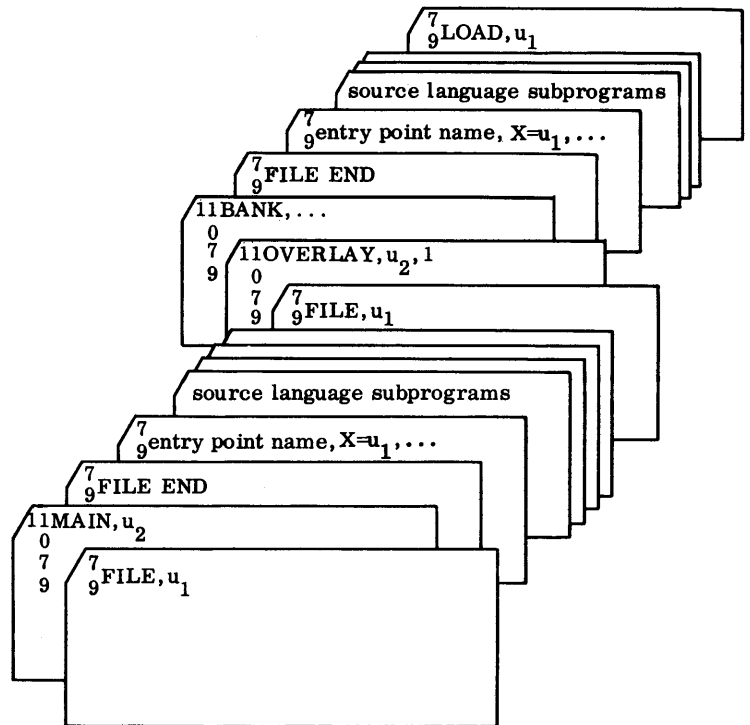 7
9LOAD,u1
source language subprograms
7
9entry point name, X=u1,...
7
9FILE END
11BANK,...
0
7
9
11OVERLAY,u2,1
0
7
9
7
9FILE,u1
source language subprograms
7
9entry point name,X=u1,...
7
9FILE END
11MAIN,u2
0
7
9
7
9FILE,u1